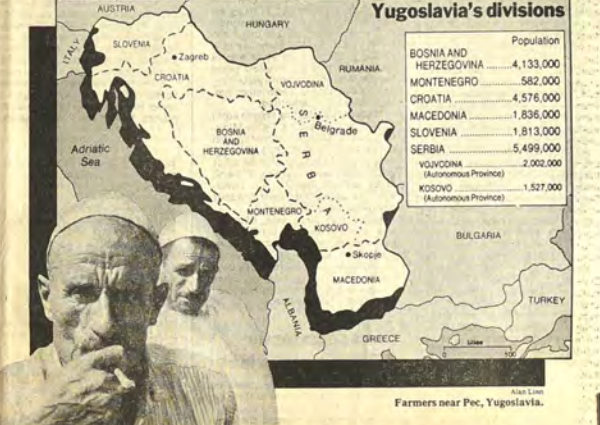 Yugoslavia's divisions
Population
BOSNIA AND
HERZEGOVINA ..........4,133,000
MONTENEGRO ............582,000
CROATIA ....................4,576,000
MACEDONIA ..............1,836,000
SLOVENIA ..................1,813,000
SERBIA .......................5,499,000
VOJVODINA ................2,002,000
(Autonomous Province)
KOSOVO .....................1,527,000
(Autonomous Province)
AUSTRIA
HUNGARY
ITALY
SLOVENIA
Zagreb
CROATIA
VOJVODINA
RUMANIA
Belgrade
BOSNIA
AND
HERZEGOVINA
SERBIA
Adriatic
Sea
MONTENEGRO
KOSOVO
BULGARIA
Skopje
MACEDONIA
ALBANIA
TURKEY
GREECE
Miles
0 100
Alan Linn
Farmers near Pec, Yugoslavia.